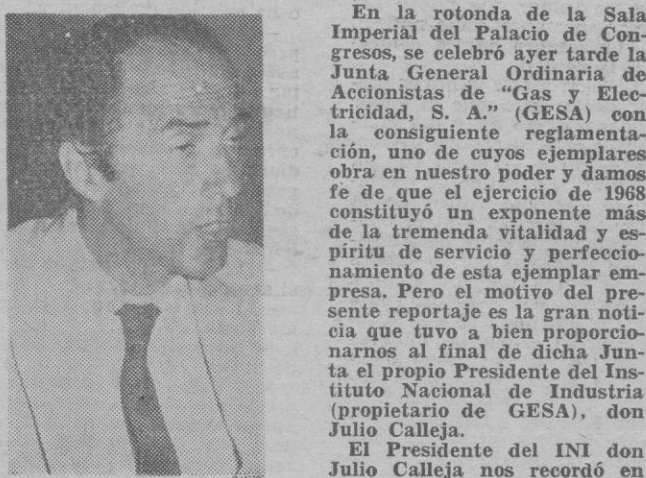 En la rotonda de la Sala
Imperial del Palacio de Con-
gresos, se celebró ayer tarde la
Junta General Ordinaria de
Accionistas de “Gas y Elec-
tricidad, S. A.” (GESA) con
la consiguiente reglamenta-
ción, uno de cuyos ejemplares
obra en nuestro poder y damos
fe de que el ejercicio de 1968
constituyó un exponente más
de la tremenda vitalidad y es-
píritu de servicio y perfeccio-
namiento de esta ejemplar em-
presa. Pero el motivo del pre-
sente reportaje es la gran noti-
cia que tuvo a bien proporcio-
narnos al final de dicha Jun-
ta el propio Presidente del Ins-
tituto Nacional de Industria
(propietario de GESA), don
Julio Calleja.
El Presidente del INI don
Julio Calleja nos recordó en